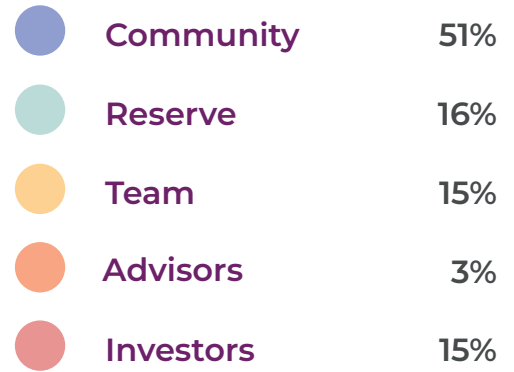 Community 51%
Reserve 16%
Team 15%
Advisors 3%
Investors 15%